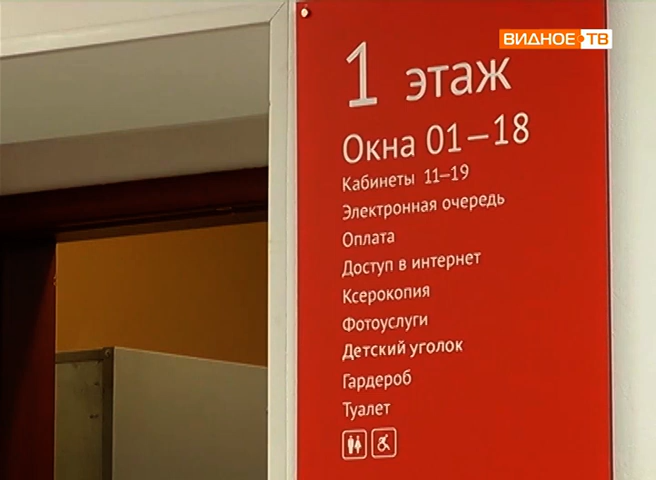 ВИДНОЕ ТВ
1 этаж
Окна 01–18
Кабинеты 11–19
Электронная очередь
Оплата
Доступ в интернет
Ксерокопия
Фотоуслуги
Детский уголок
Гардероб
Туалет